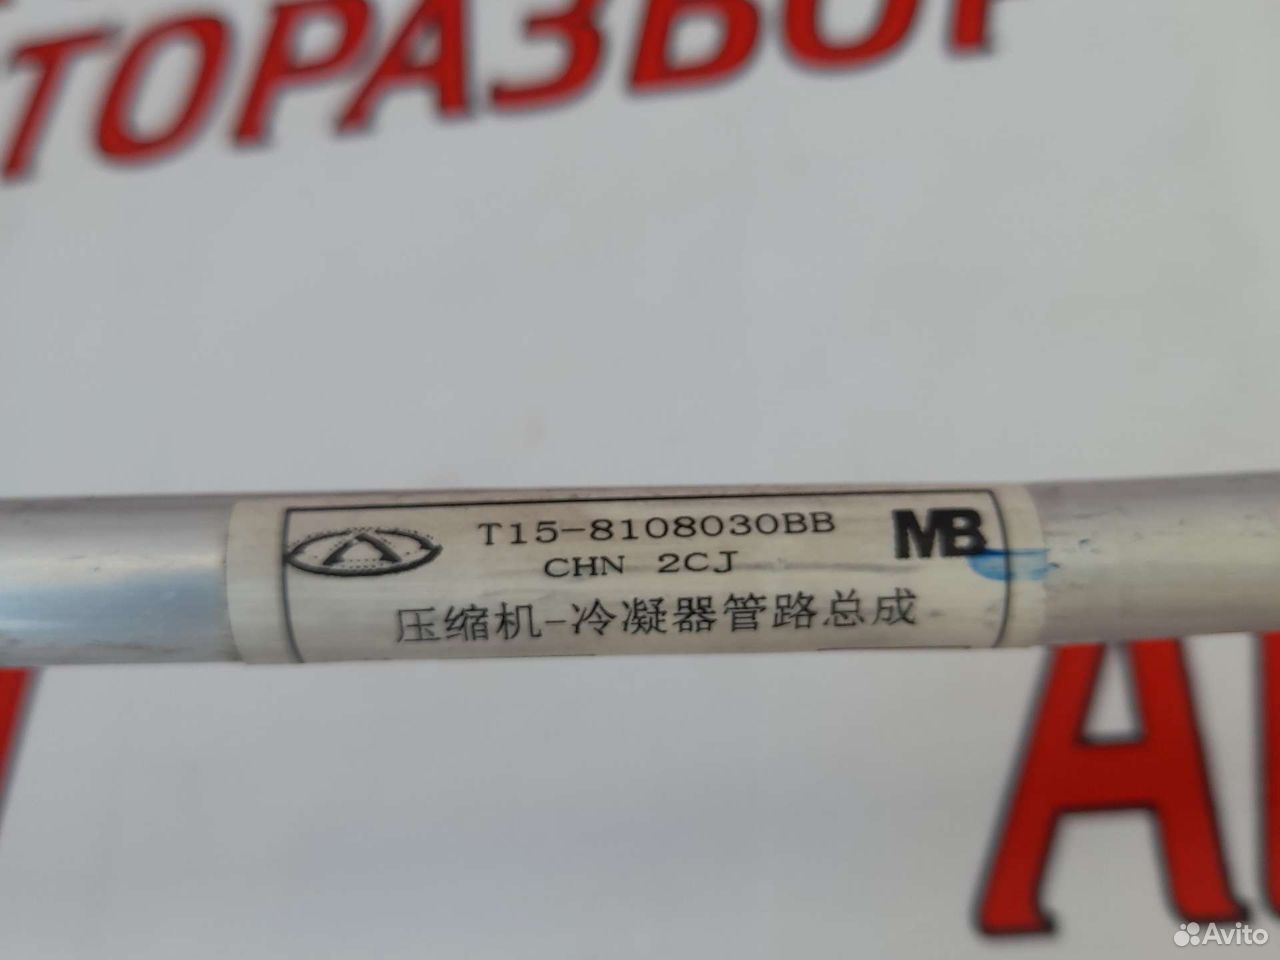 ТОРАЗБОР
T15-8108030BB
MB
CHN 2CJ
压缩机-冷凝器管路总成
Avito